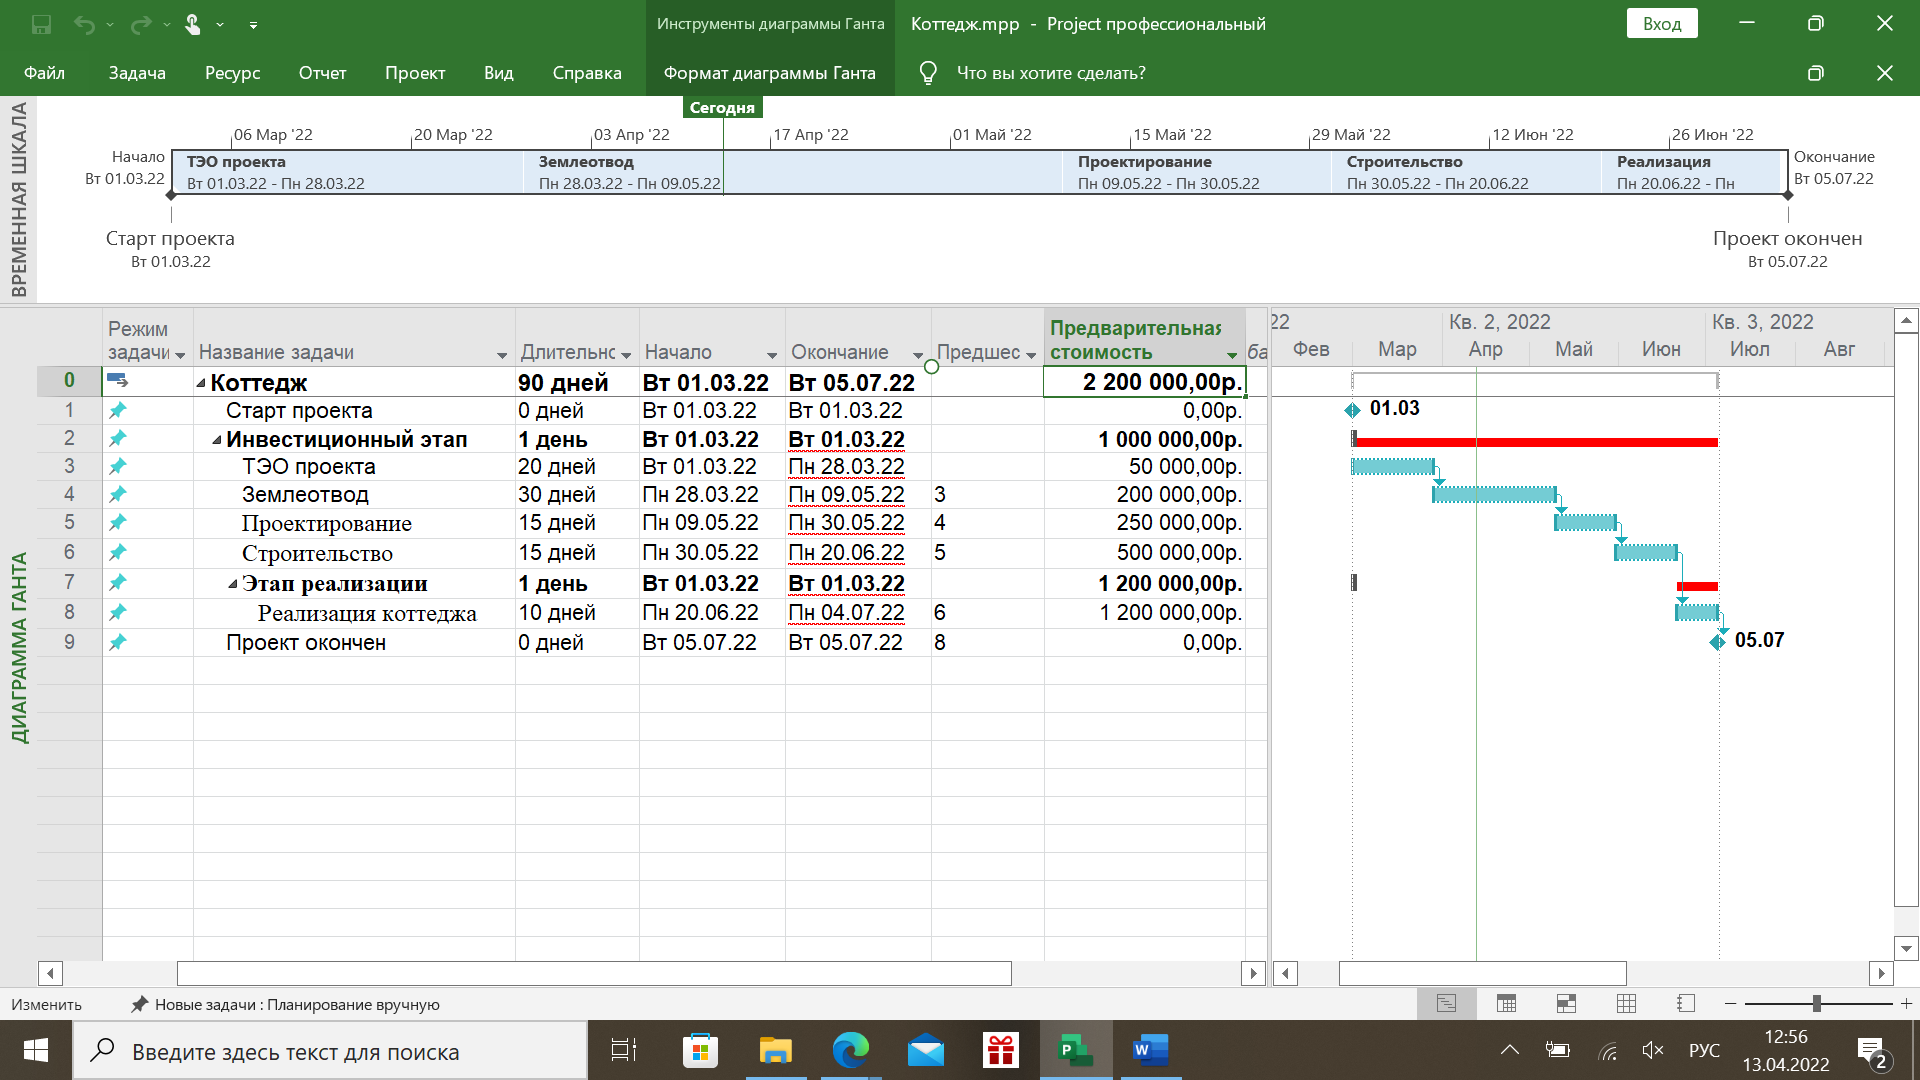 Инструменты диаграммы Ганта
Коттедж.mpp - Project профессиональный
Вход
Файл Задача Ресурс Отчет Проект Вид Справка Формат диаграммы Ганта Что вы хотите сделать?
ВРЕМЕННАЯ ШКАЛА
Сегодня
06 Мар '22 20 Мар '22 03 Апр '22 17 Апр '22 01 Май '22 15 Май '22 29 Май '22 12 Июн '22 26 Июн '22
Начало
Вт 01.03.22
ТЭО проекта Землеотвод Проектирование Строительство Реализация
Вт 01.03.22 - Пн 28.03.22 Пн 28.03.22 - Пн 09.05.22 Пн 09.05.22 - Пн 30.05.22 Пн 30.05.22 - Пн 20.06.22 Пн 20.06.22 - Пн
Окончание
Вт 05.07.22
Старт проекта
Вт 01.03.22
Проект окончен
Вт 05.07.22
ДИАГРАММА ГАНТА
Режим задачи Название задачи Длительнс Начало Окончание Предшес Предварительная стоимость ба
0 Коттедж 90 дней Вт 01.03.22 Вт 05.07.22 2 200 000,00р.
1 Старт проекта 0 дней Вт 01.03.22 Вт 01.03.22 0,00р.
2 Инвестиционный этап 1 день Вт 01.03.22 Вт 01.03.22 1 000 000,00р.
3 ТЭО проекта 20 дней Вт 01.03.22 Пн 28.03.22 50 000,00р.
4 Землеотвод 30 дней Пн 28.03.22 Пн 09.05.22 3 200 000,00р.
5 Проектирование 15 дней Пн 09.05.22 Пн 30.05.22 4 250 000,00р.
6 Строительство 15 дней Пн 30.05.22 Пн 20.06.22 5 500 000,00р.
7 Этап реализации 1 день Вт 01.03.22 Вт 01.03.22 1 200 000,00р.
8 Реализация коттеджа 10 дней Пн 20.06.22 Пн 04.07.22 6 1 200 000,00р.
9 Проект окончен 0 дней Вт 05.07.22 Вт 05.07.22 8 0,00р.
22 Кв. 2, 2022 Кв. 3, 2022
Фев Мар Апр Май Июн Июл Авг
01.03
05.07
Изменить Новые задачи : Планирование вручную
Введите здесь текст для поиска
P
W
РУС
12:56
13.04.2022
2